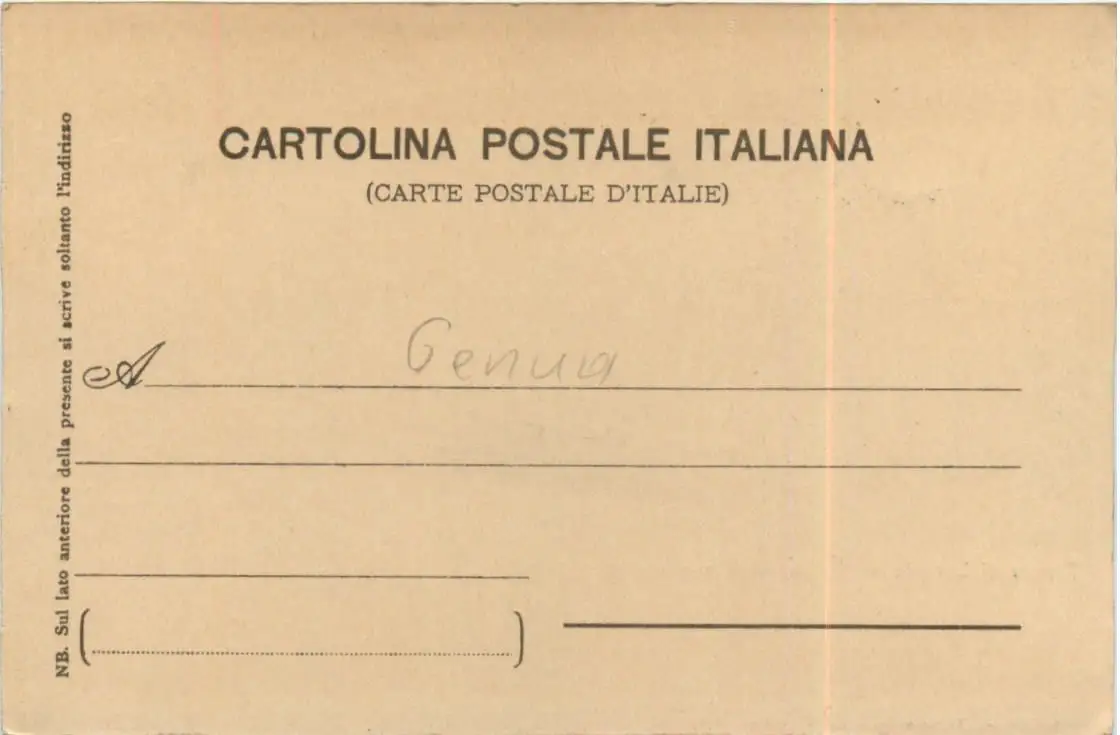 CARTOLINA POSTALE ITALIANA
(CARTE POSTALE D'ITALIE)
A
Genua
NB. Sul lato anteriore della presente si scrive soltanto l'indirizzo